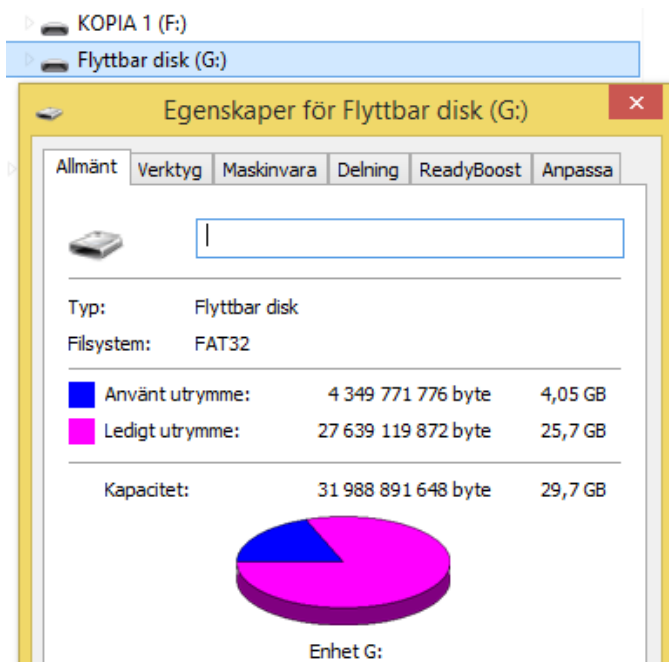 KOPIA 1 (F:)
Flyttbar disk (G:)
Egenskaper för Flyttbar disk (G:)
Allmänt Verktyg Maskinvara Delning ReadyBoost Anpassa
Typ: Flyttbar disk
Filsystem: FAT32
Använt utrymme: 4 349 771 776 byte 4,05 GB
Ledigt utrymme: 27 639 119 872 byte 25,7 GB
Kapacitet: 31 988 891 648 byte 29,7 GB
Enhet G: